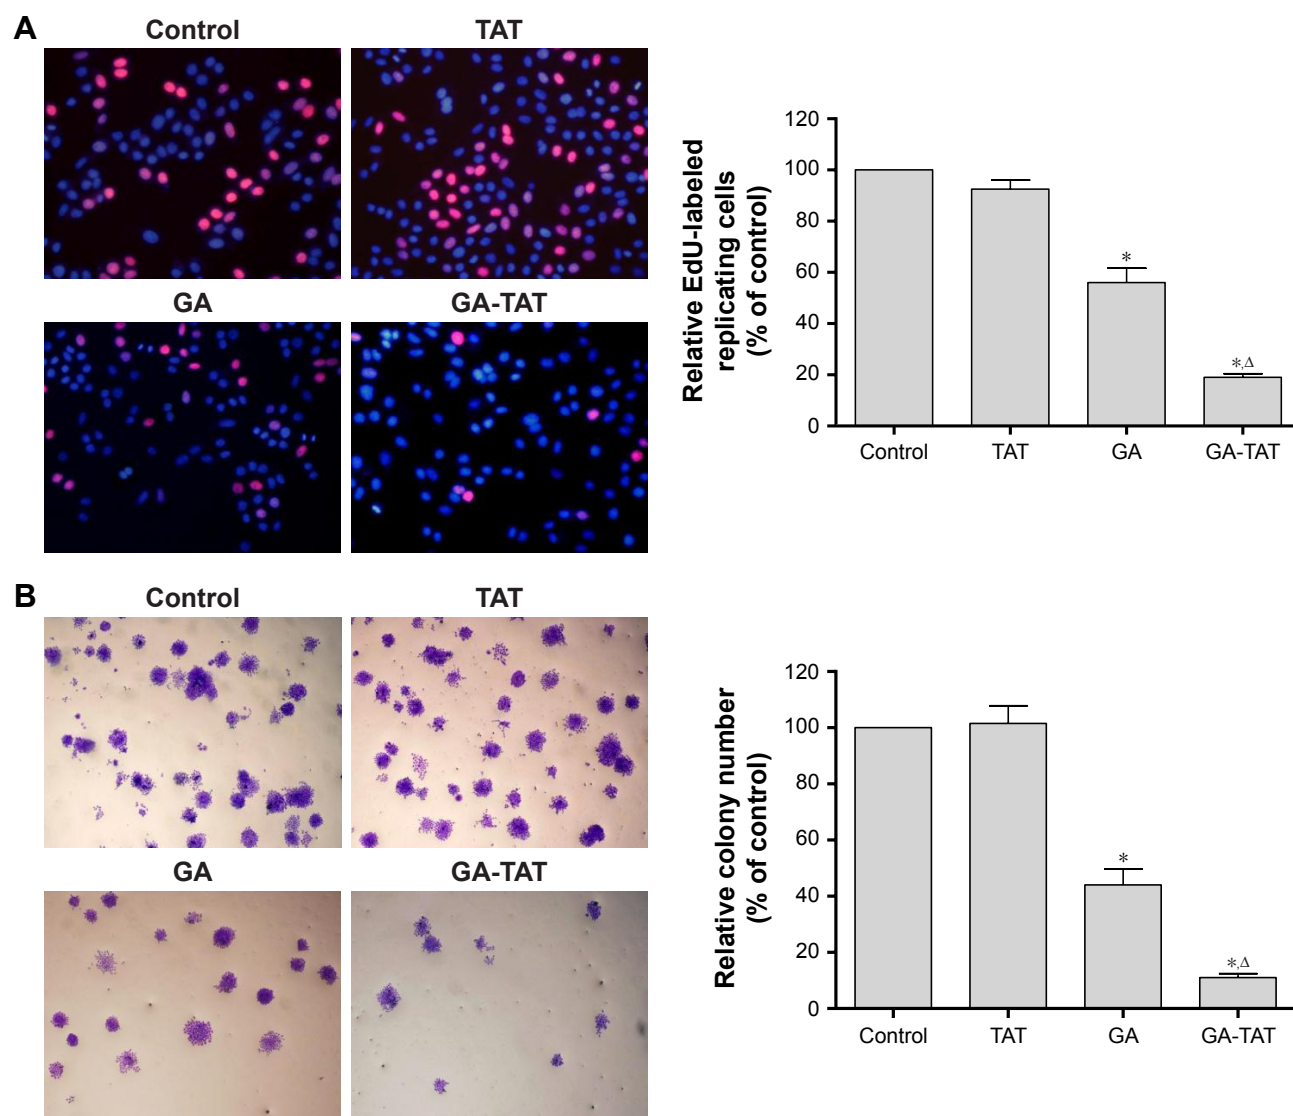 A
Control
TAT
GA
GA-TAT
Relative EdU-labeled
replicating cells
(% of control)
120
100
80
60
40
20
0
*
*,Δ
Control
TAT
GA
GA-TAT
B
Control
TAT
GA
GA-TAT
Relative colony number
(% of control)
120
100
80
60
40
20
0
*
*,Δ
Control
TAT
GA
GA-TAT